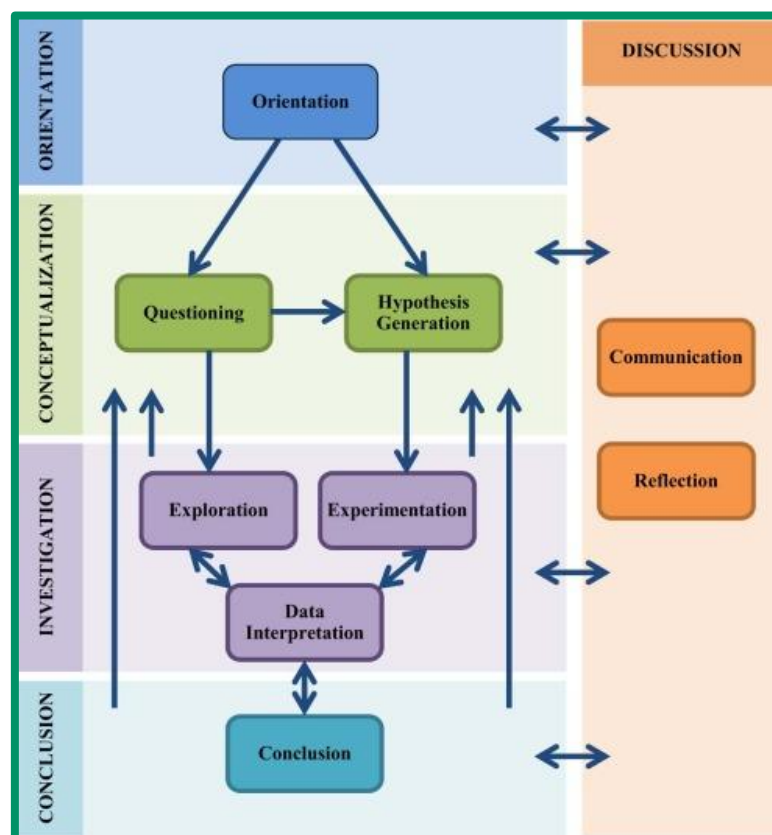 ORIENTATION
Orientation
DISCUSSION
CONCEPTUALIZATION
Questioning
Hypothesis
Generation
Communication
Reflection
INVESTIGATION
Exploration
Experimentation
Data
Interpretation
CONCLUSION
Conclusion